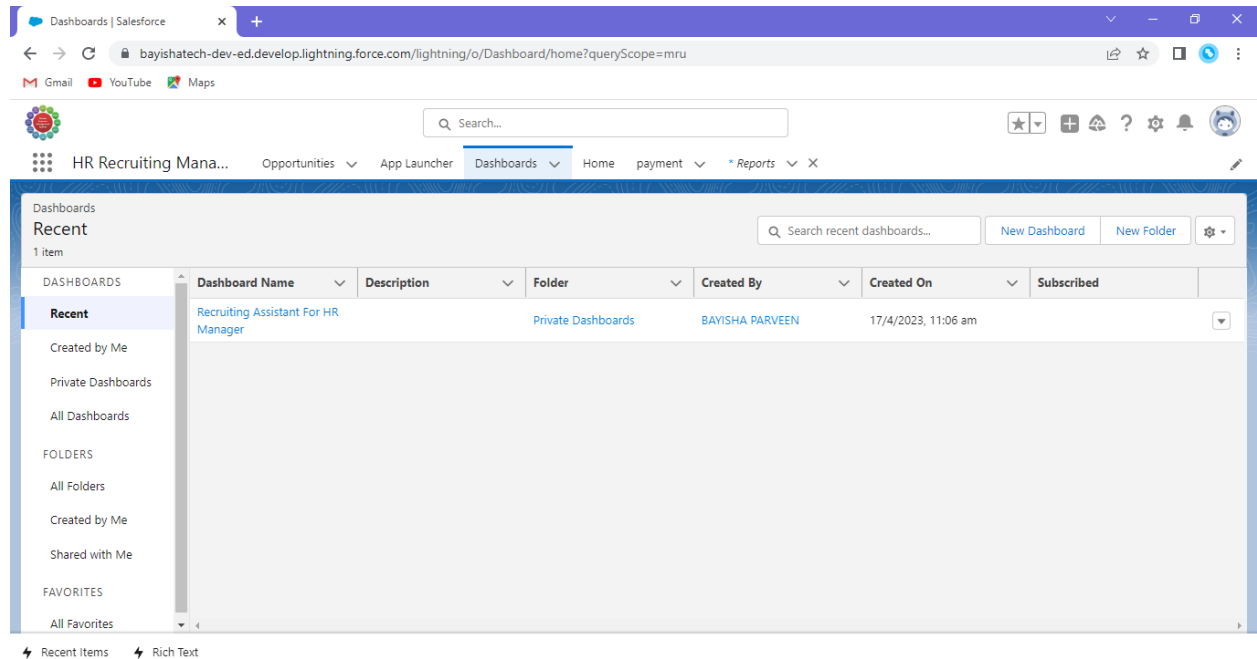 Dashboards | Salesforce
bayishatech-dev-ed.develop.lightning.force.com/lightning/o/Dashboard/home?queryScope=mru
Gmail YouTube Maps
Search...
HR Recruiting Mana... Opportunities App Launcher Dashboards Home payment * Reports
Dashboards
Recent
1 item
Search recent dashboards... New Dashboard New Folder
DASHBOARDS
Recent
Created by Me
Private Dashboards
All Dashboards
FOLDERS
All Folders
Created by Me
Shared with Me
FAVORITES
All Favorites
Dashboard Name Description Folder Created By Created On Subscribed
Recruiting Assistant For HR
Manager
Private Dashboards BAYISHA PARVEEN 17/4/2023, 11:06 am
Recent Items Rich Text